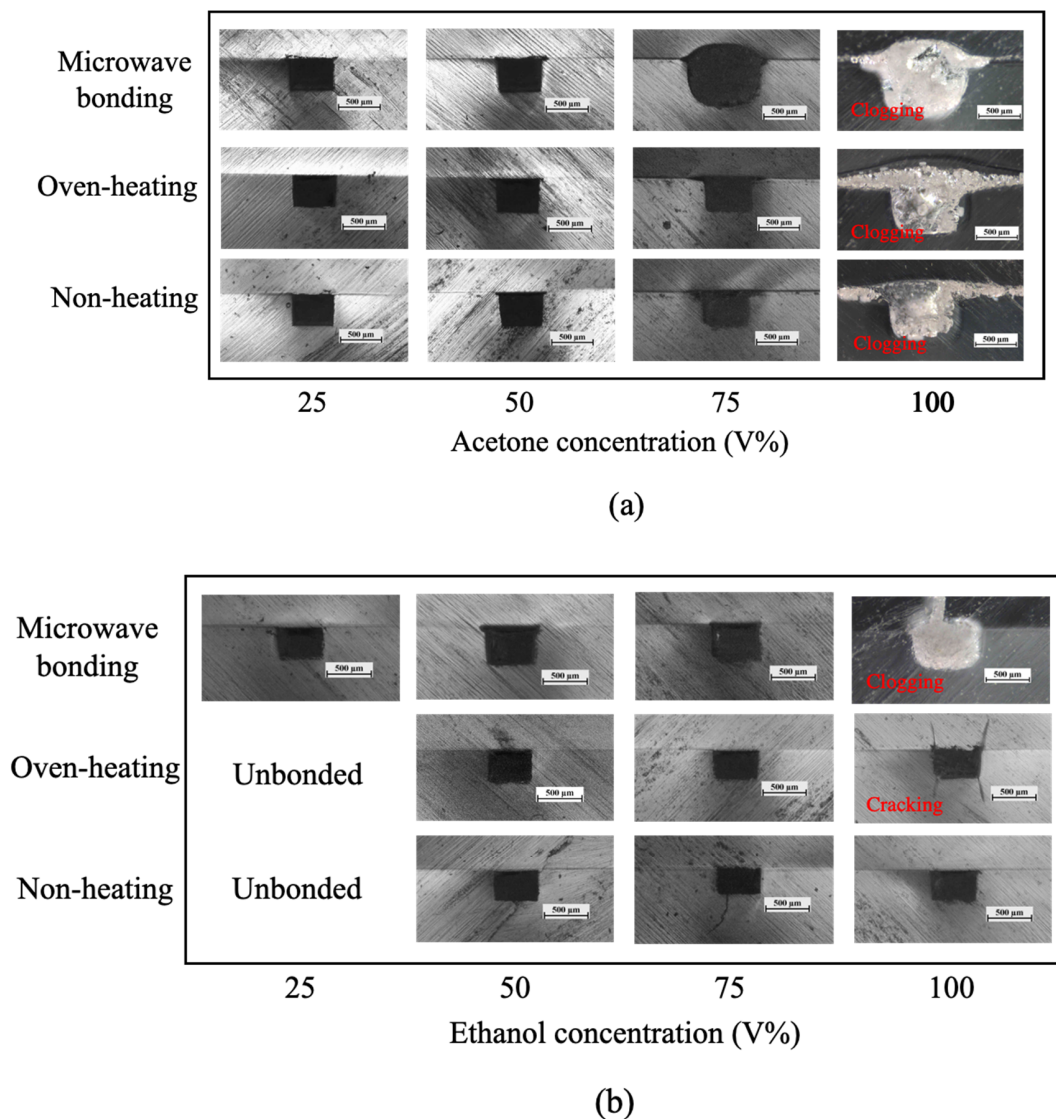 Microwave
bonding
500 µm
500 µm
500 µm
Clogging
500 µm
Oven-heating
500 µm
500 µm
500 µm
Clogging
500 µm
Non-heating
500 µm
500 µm
500 µm
Clogging
500 µm
25 50 75 100
Acetone concentration (V%)
(a)
Microwave
bonding
500 µm
500 µm
500 µm
Clogging
500 µm
Oven-heating
Unbonded
500 µm
500 µm
Cracking
500 µm
Non-heating
Unbonded
500 µm
500 µm
500 µm
25 50 75 100
Ethanol concentration (V%)
(b)